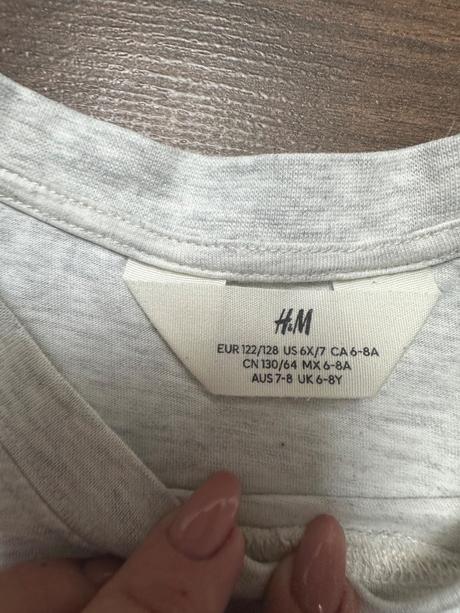 H&M
EUR 122/128 US 6X/7 CA 6-8A
CN 130/64 MX 6-8A
AUS 7-8 UK 6-8Y